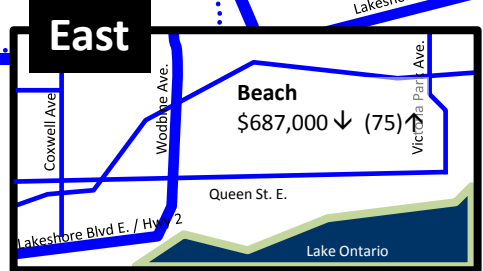 Lakesho
East
Coxwell Ave.
Woodbine Ave.
Beach
$687,000 ↓ (75)↑
Victoria Park Ave.
Queen St. E.
Lakeshore Blvd E. / Hwy 2
Lake Ontario